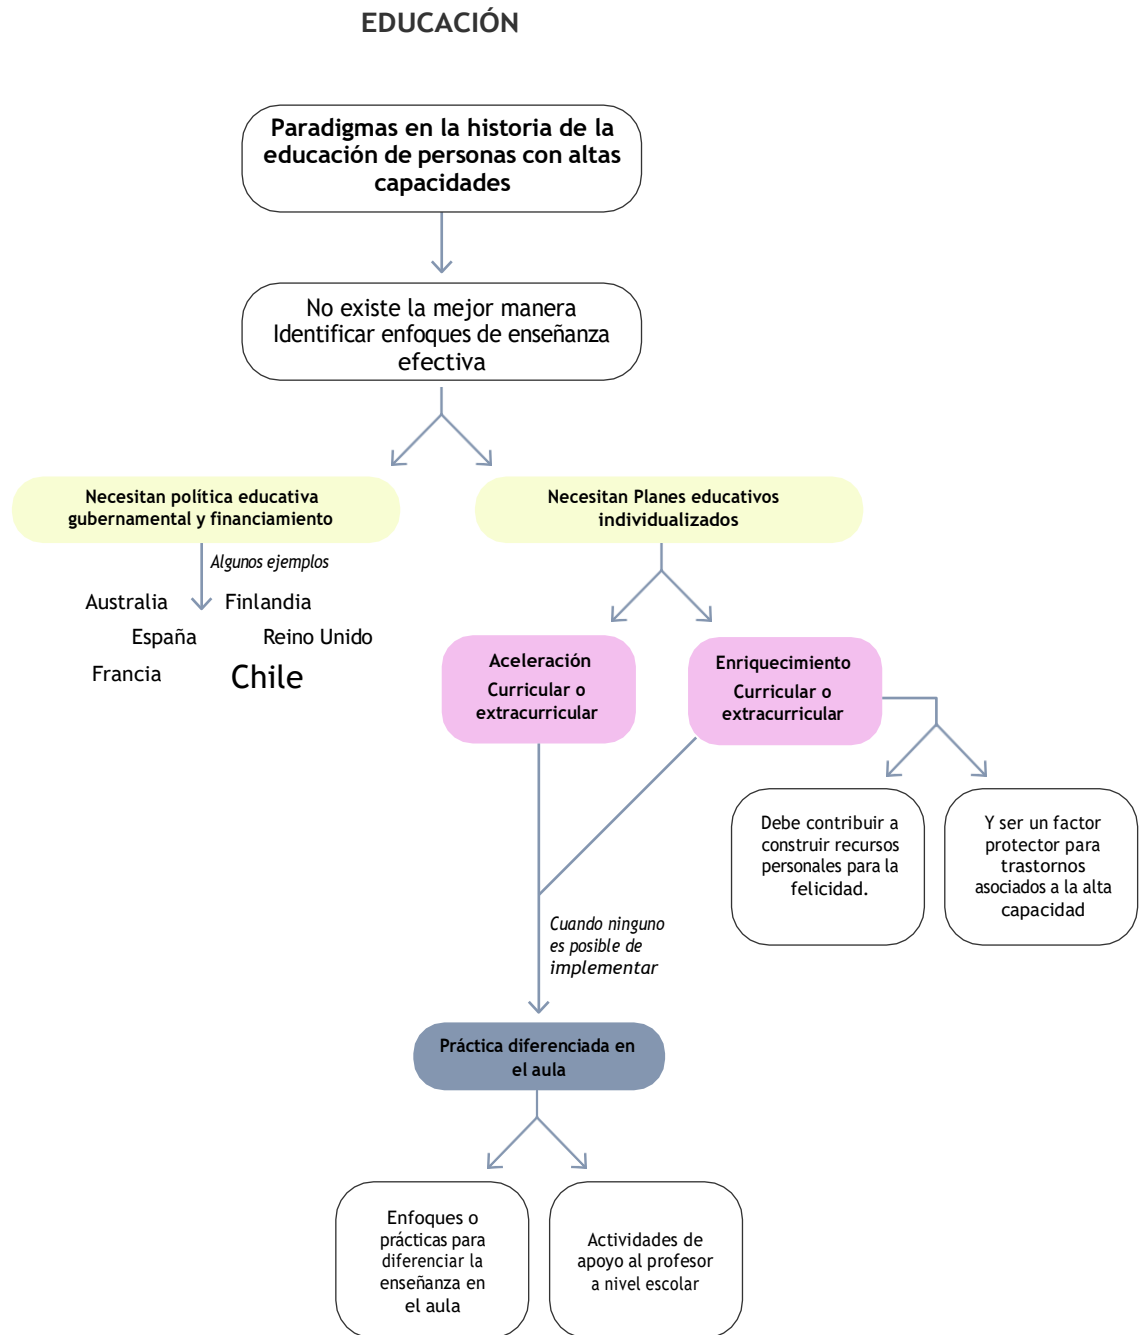 EDUCACIÓN
Paradigmas en la historia de la
educación de personas con altas
capacidades
No existe la mejor manera
Identificar enfoques de enseñanza
efectiva
Necesitan política educativa
gubernamental y financiamiento
Necesitan Planes educativos
individualizados
Algunos ejemplos
Australia
Finlandia
España
Reino Unido
Francia
Chile
Aceleración
Curricular o
extracurricular
Enriquecimiento
Curricular o
extracurricular
Debe contribuir a
construir recursos
personales para la
felicidad.
Y ser un factor
protector para
trastornos
asociados a la alta
capacidad
Cuando ninguno
es posible de
implementar
Práctica diferenciada en
el aula
Enfoques o
prácticas para
diferenciar la
enseñanza en
el aula
Actividades de
apoyo al profesor
a nivel escolar